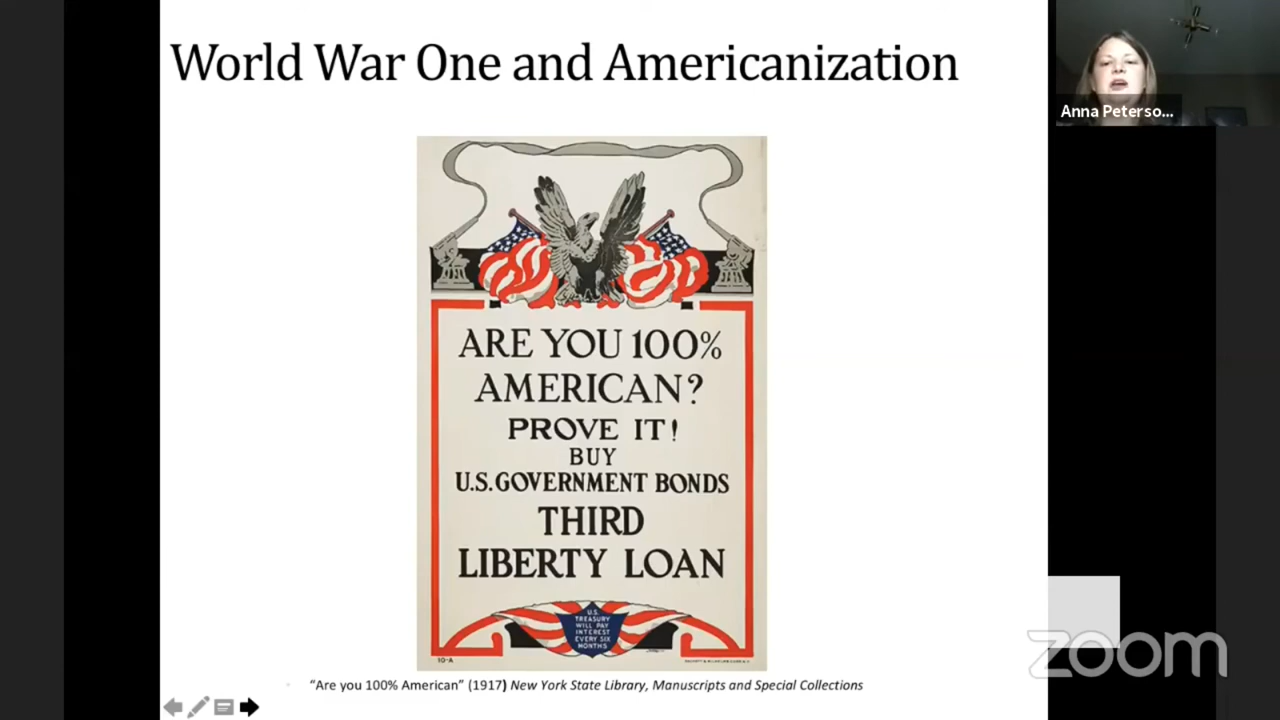 World War One and Americanization
Anna Peterso...
ARE YOU 100%
AMERICAN?
PROVE IT!
BUY
U.S. GOVERNMENT BONDS
THIRD
LIBERTY LOAN
U.S.
TREASURY
WILL PAY
INTEREST
EVERY SIX
MONTHS
10-A
"Are you 100% American" (1917) New York State Library, Manuscripts and Special Collections
zoom